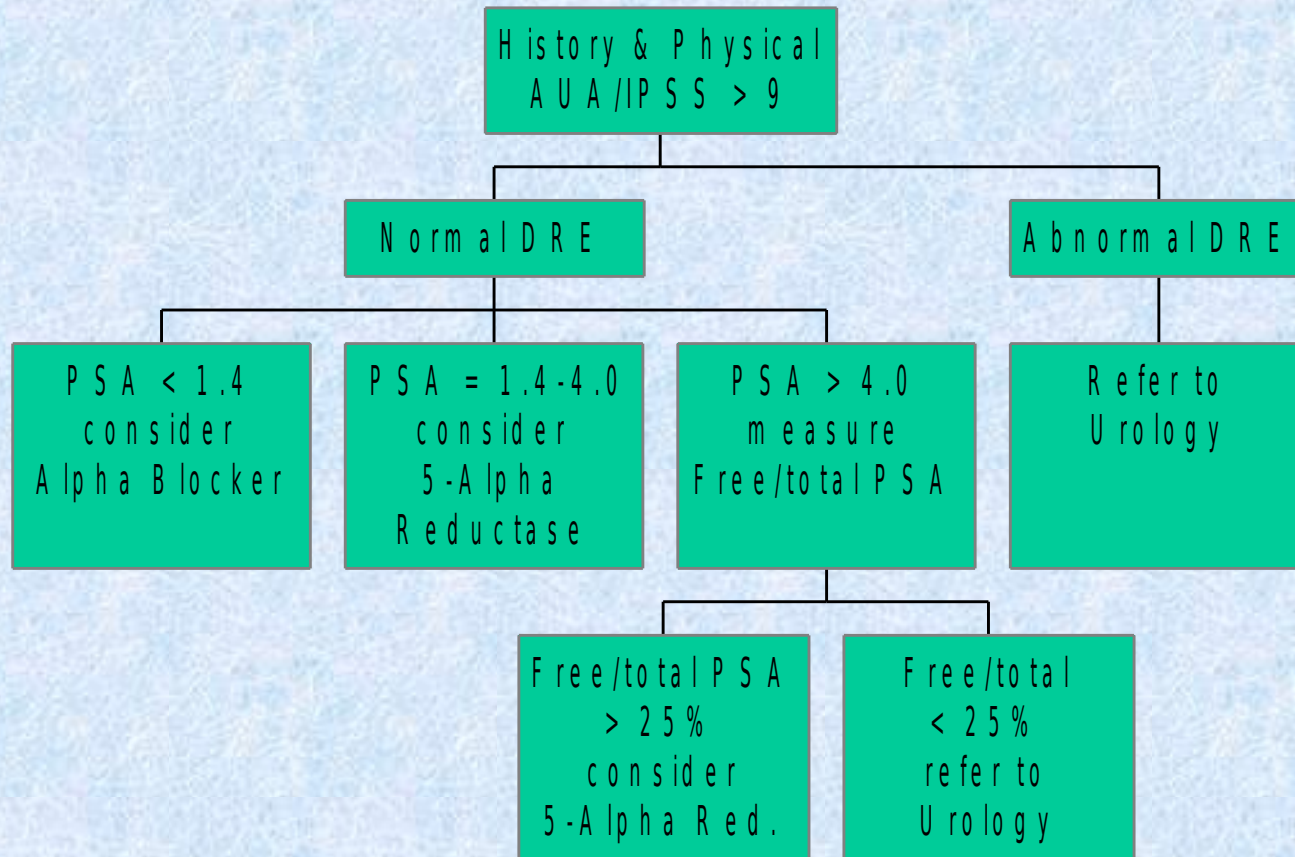 History & Physical
AUA/IPSS > 9
Normal DRE
Abnormal DRE
PSA < 1.4
consider
Alpha Blocker
PSA = 1.4-4.0
consider
5-Alpha
Reductase
PSA > 4.0
measure
Free/total PSA
Refer to
Urology
Free/total PSA
> 25%
consider
5-Alpha Red.
Free/total
< 25%
refer to
Urology